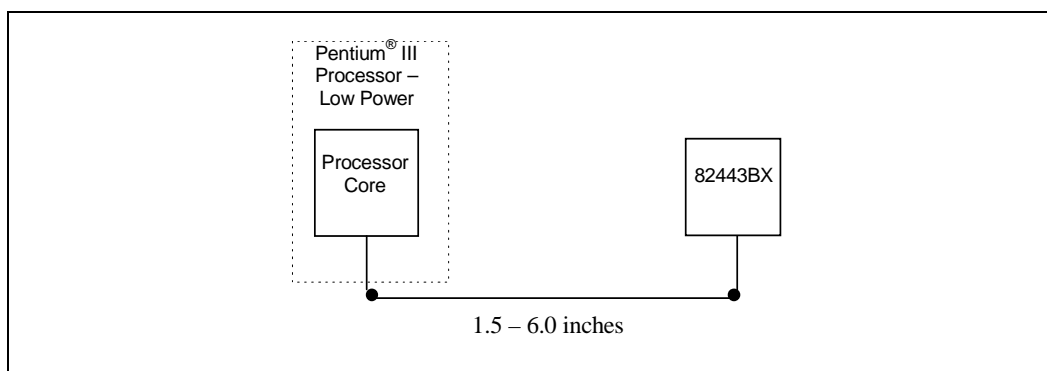 Pentium® III
Processor –
Low Power
Processor
Core
82443BX
1.5 – 6.0 inches